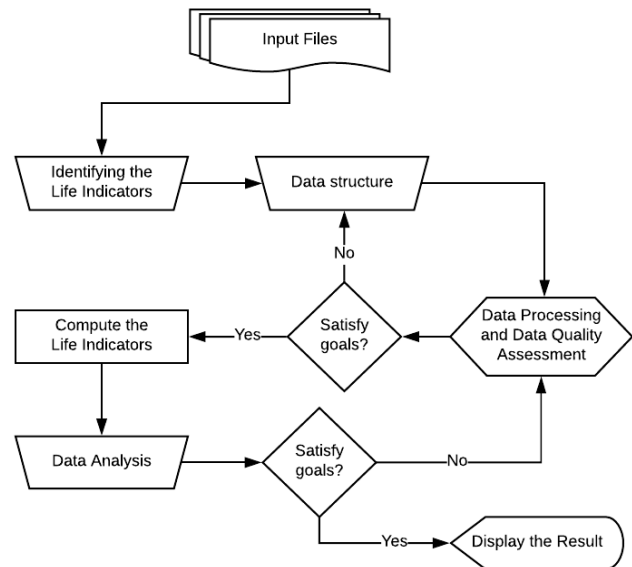 Input Files
Identifying the
Life Indicators
Data structure
No
Compute the
Life Indicators
Yes
Satisfy
goals?
Data Processing
and Data Quality
Assessment
Data Analysis
Satisfy
goals?
No
Yes
Display the Result